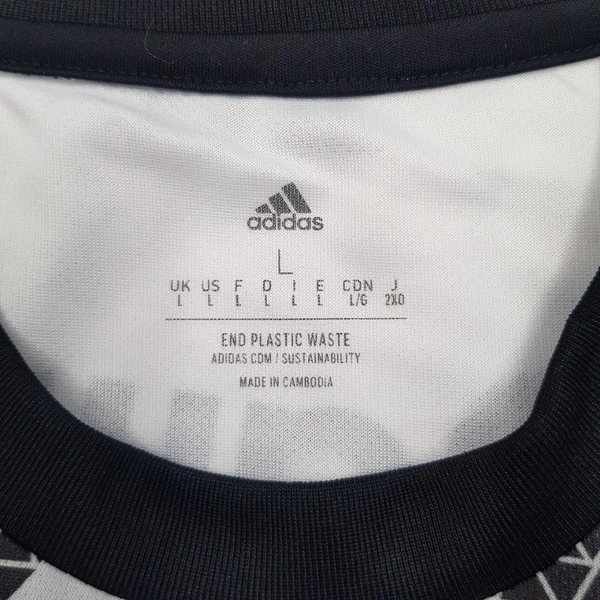 adidas
L
UK US F D I E CDN J
L L L L L L L/G 2XO
END PLASTIC WASTE
ADIDAS.COM / SUSTAINABILITY
MADE IN CAMBODIA